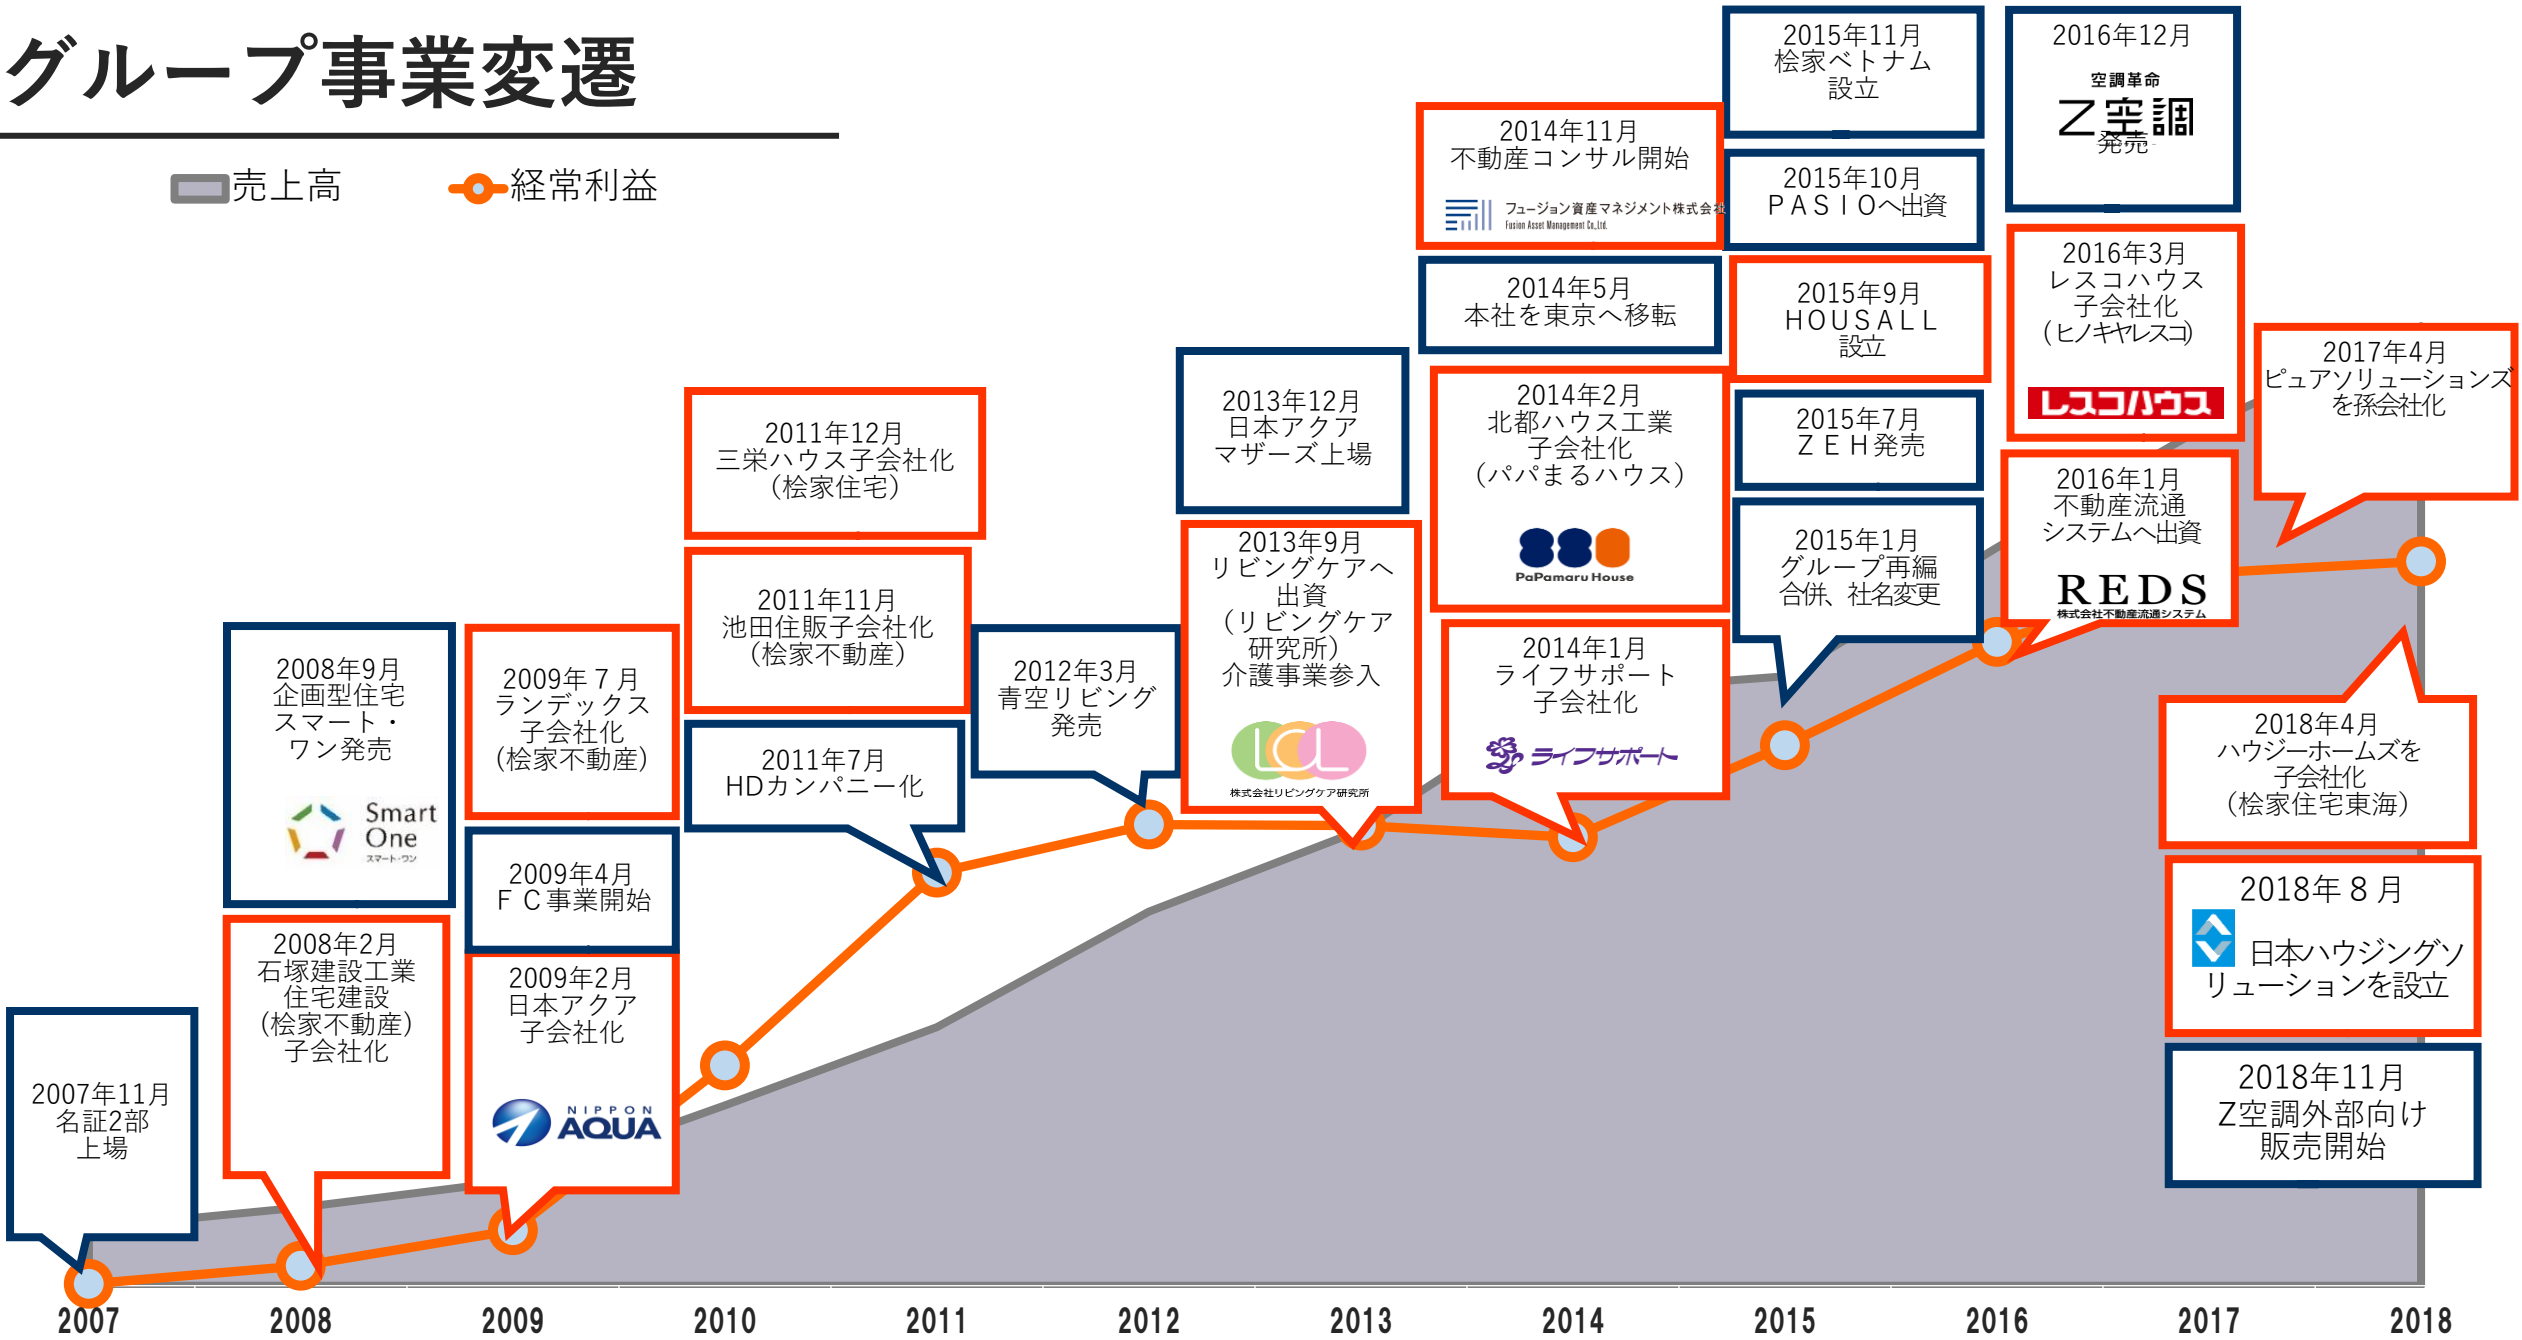 グループ事業変遷
売上高
経常利益
2007年11月
名証2部
上場
2008年9月
企画型住宅
スマート・
ワン発売
Smart
One
スマート・ワン
2008年2月
石塚建設工業
住宅建設
(桧家不動産)
子会社化
2009年７月
ランデックス
子会社化
(桧家不動産)
2009年4月
ＦＣ事業開始
2009年2月
日本アクア
子会社化
NIPPON
AQUA
2011年12月
三栄ハウス子会社化
(桧家住宅)
2011年11月
池田住販子会社化
(桧家不動産)
2011年7月
HDカンパニー化
2012年3月
青空リビング
発売
2013年12月
日本アクア
マザーズ上場
2013年9月
リビングケアへ
出資
（リビングケア
研究所）
介護事業参入
LCL
株式会社リビングケア研究所
2014年11月
不動産コンサル開始
フュージョン資産マネジメント株式会社
Fusion Asset Management Co.,Ltd.
2014年5月
本社を東京へ移転
2014年2月
北都ハウス工業
子会社化
（パパまるハウス）
PaPamaru House
2014年1月
ライフサポート
子会社化
ライフサポート
2015年11月
桧家ベトナム
設立
2015年10月
ＰＡＳＩＯへ出資
2015年9月
ＨＯＵＳＡＬＬ
設立
2015年7月
ＺＥＨ発売
2015年1月
グループ再編
合併、社名変更
2016年12月
空調革命
Z空調
発売
2016年3月
レスコハウス
子会社化
(ヒノキヤレスコ)
レスコハウス
2016年1月
不動産流通
システムへ出資
REDS
株式会社不動産流通システム
2017年4月
ピュアソリューションズ
を孫会社化
2018年4月
ハウジーホームズを
子会社化
（桧家住宅東海）
2018年８月
日本ハウジングソ
リューションを設立
2018年11月
Z空調外部向け
販売開始
2007
2008
2009
2010
2011
2012
2013
2014
2015
2016
2017
2018